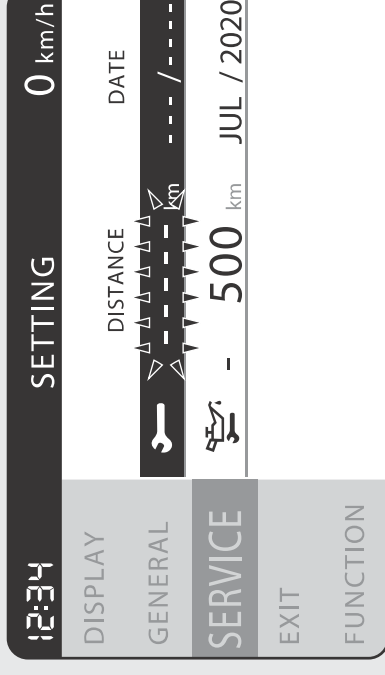 12:34 SETTING 0 km/h
DISPLAY
DISTANCE DATE
GENERAL
------ km ---/-----
SERVICE
- 500 km JUL / 2020
EXIT
FUNCTION